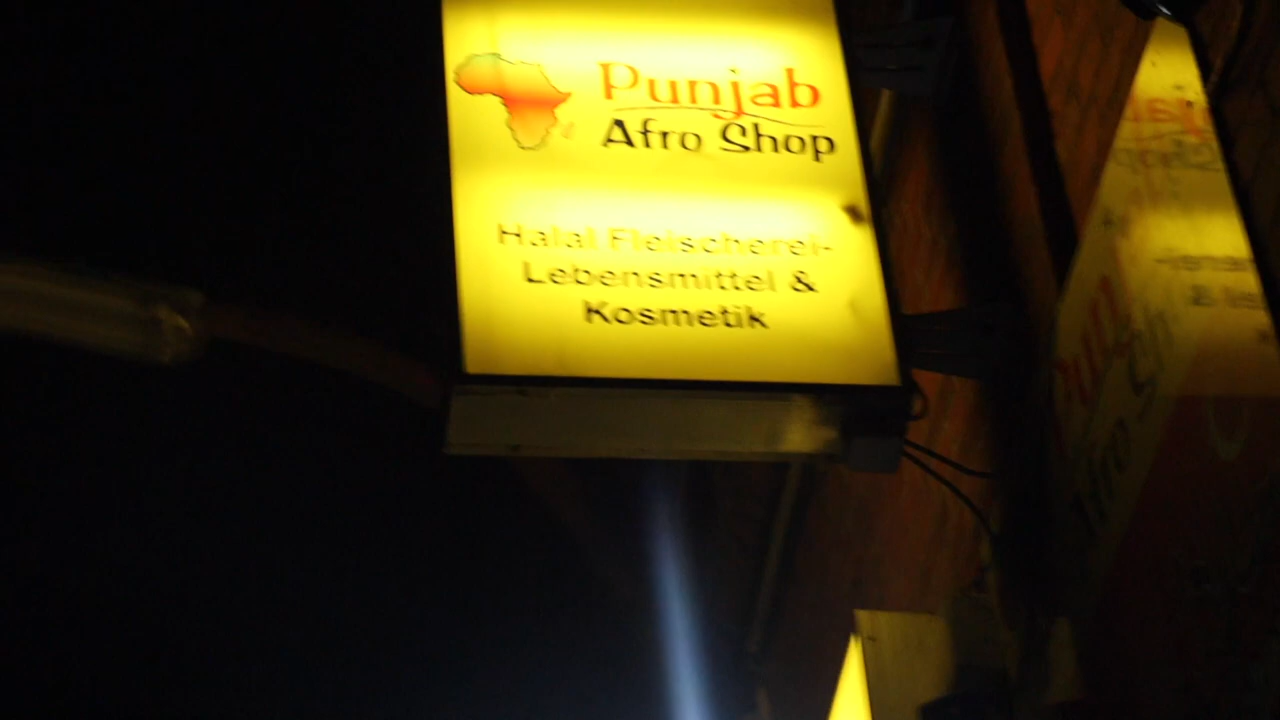 Punjab
Afro Shop
Halal Fleischerei-
Lebensmittel &
Kosmetik